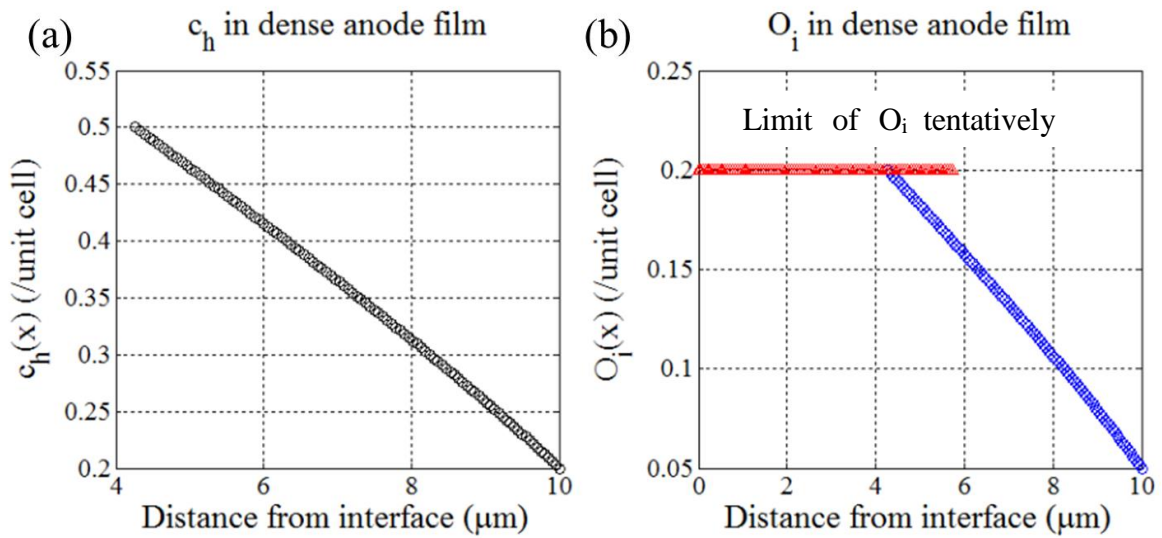 (a)
c_h in dense anode film
c_h(x) (/unit cell)
0.55
0.5
0.45
0.4
0.35
0.3
0.25
0.2
4
6
8
10
Distance from interface (μm)
(b)
O_i in dense anode film
O_i(x) (/unit cell)
0.25
0.2
0.15
0.1
0.05
Limit of O_i tentatively
0
2
4
6
8
10
Distance from interface (μm)